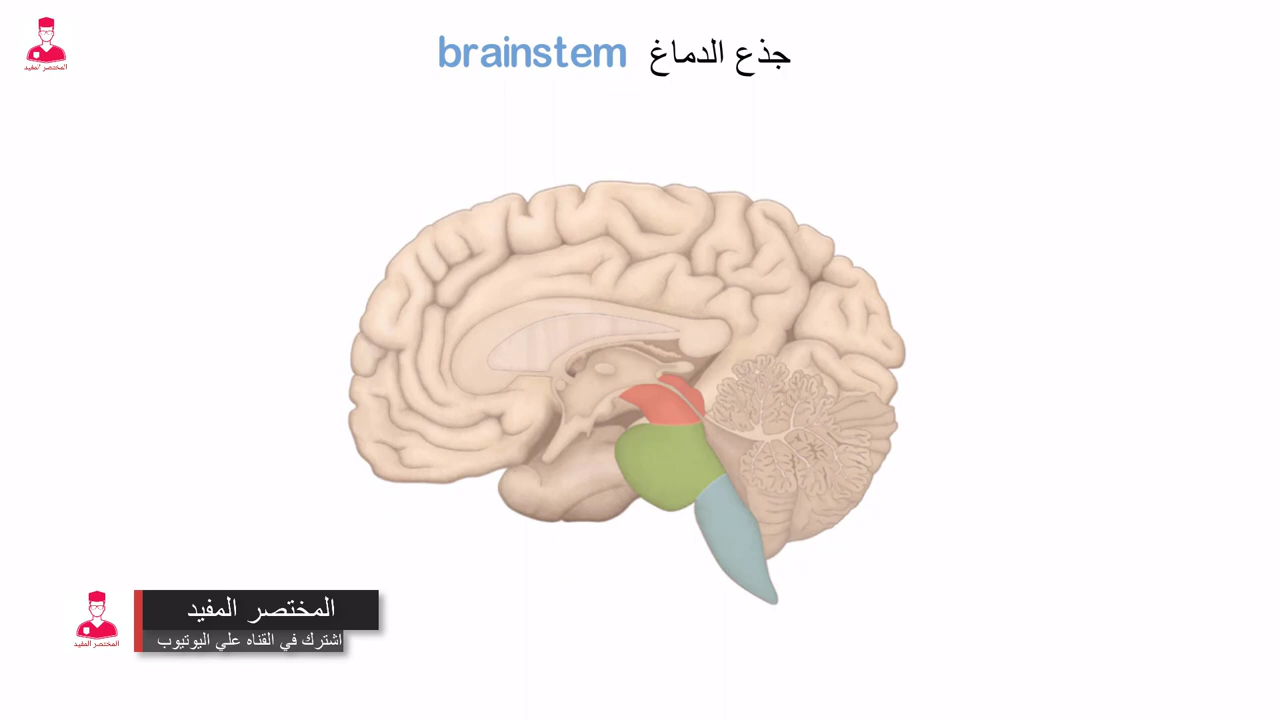 المختصر المفيد
جذع الدماغ brainstem
المختصر المفيد
المختصر المفيد
اشترك في القناه علي اليوتيوب